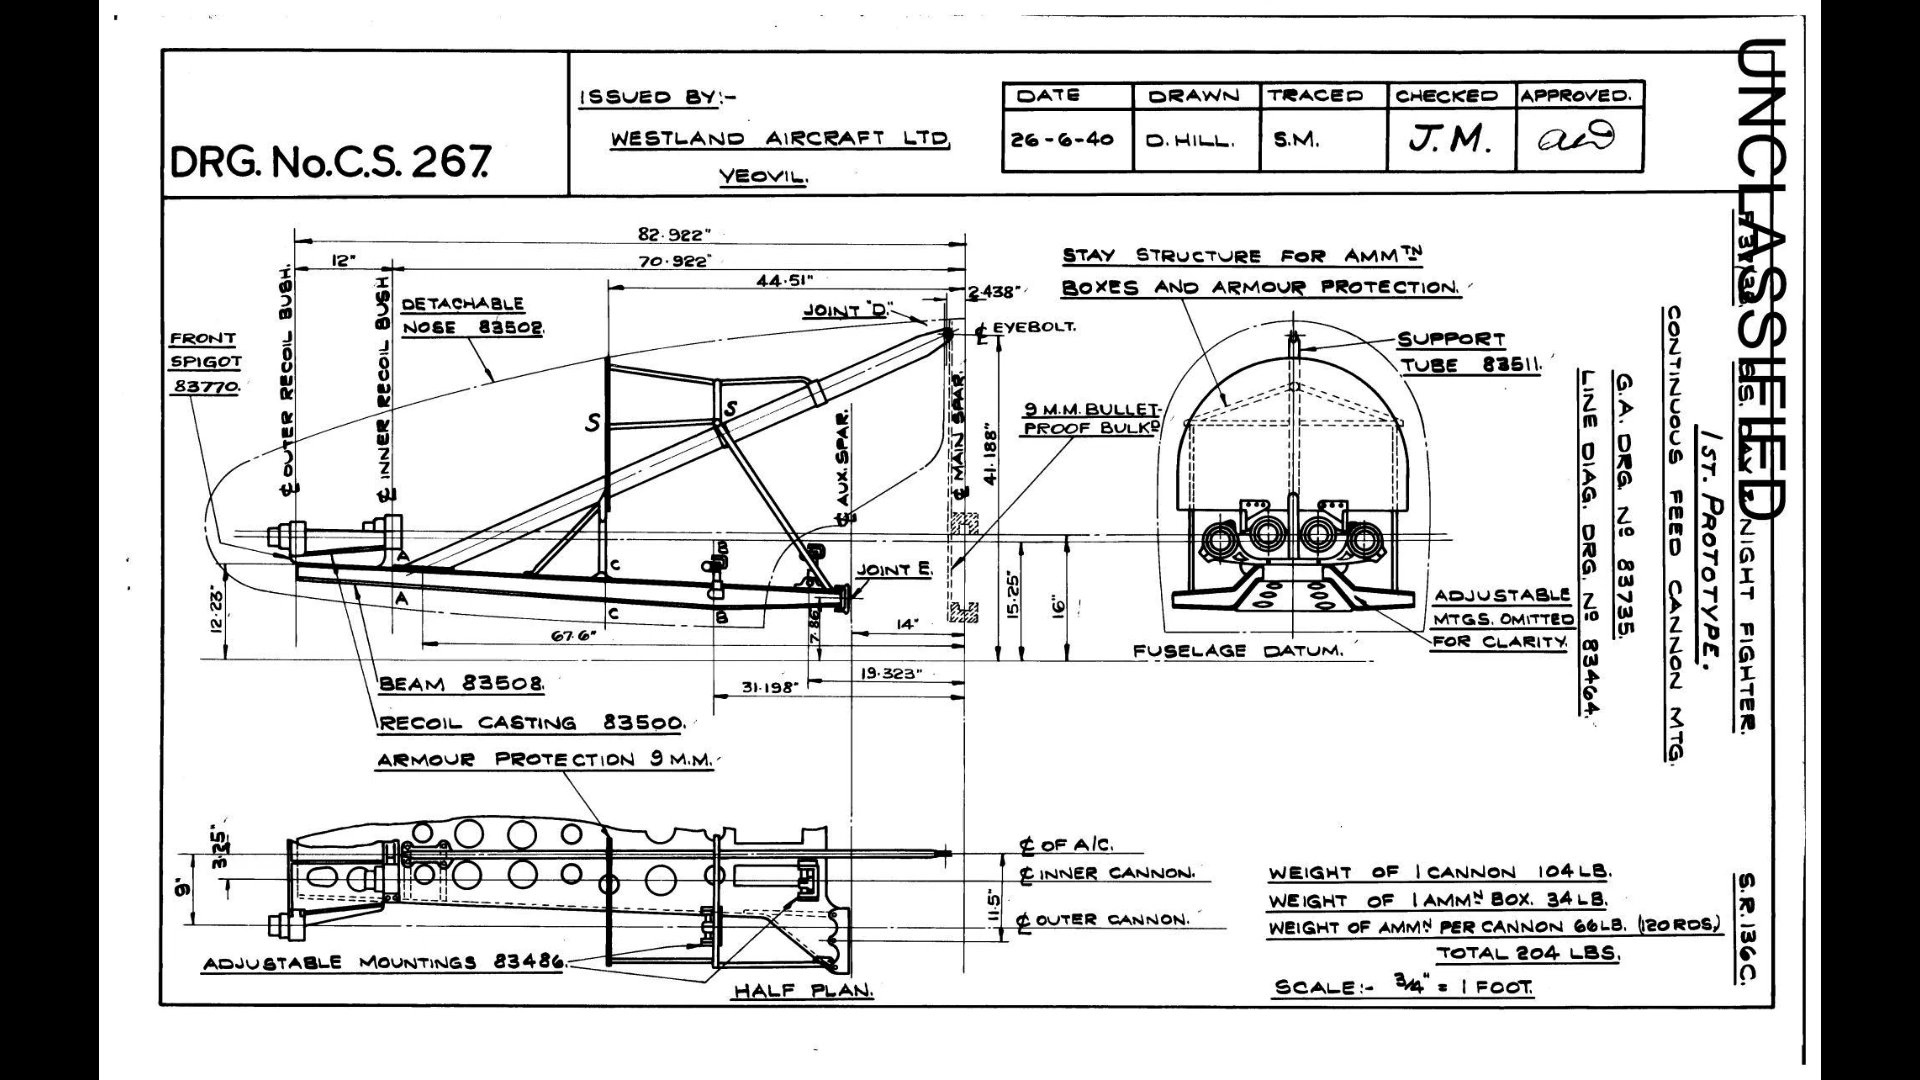 DRG. No.C.S. 267.
ISSUED BY:-
WESTLAND AIRCRAFT LTD,
YEOVIL.
DATE DRAWN TRACED CHECKED APPROVED.
26-6-40 D. HILL. S.M. J.M.
UNCLASSIFIED
NIGHT FIGHTER.
1ST. PROTOTYPE.
CONTINUOUS FEED CANNON MTG.
G.A. DRG. Nº 83735.
LINE DIAG. DRG. Nº 83464.
S.R.136C.
82.922"
12"
70.922"
44.51"
2.438"
℄ OUTER RECOIL BUSH.
℄ INNER RECOIL BUSH
DETACHABLE
NOSE 83502.
JOINT "D."
℄ EYEBOLT.
FRONT
SPIGOT
83770.
S
S
℄ AUX. SPAR.
℄ MAIN SPAR.
41.188"
9 M.M. BULLET-
PROOF BULKD
STAY STRUCTURE FOR AMMTN
BOXES AND ARMOUR PROTECTION.
SUPPORT
TUBE 83511.
A
A
C
C
B
B
JOINT E.
12.23"
67.6"
7.86"
14"
15.25"
16"
19.323"
31.198"
FUSELAGE DATUM.
ADJUSTABLE
MTGS. OMITTED
FOR CLARITY.
BEAM 83508.
RECOIL CASTING 83500.
ARMOUR PROTECTION 9 M.M.
3.25"
9"
11.5"
℄ OF A/C.
℄ INNER CANNON.
℄ OUTER CANNON.
ADJUSTABLE MOUNTINGS 83486.
HALF PLAN.
WEIGHT OF 1 CANNON 104 LB.
WEIGHT OF 1 AMMN BOX. 34 LB.
WEIGHT OF AMMN PER CANNON 66 LB. (120 RDS.)
TOTAL 204 LBS.
SCALE:- 3/4" = 1 FOOT.